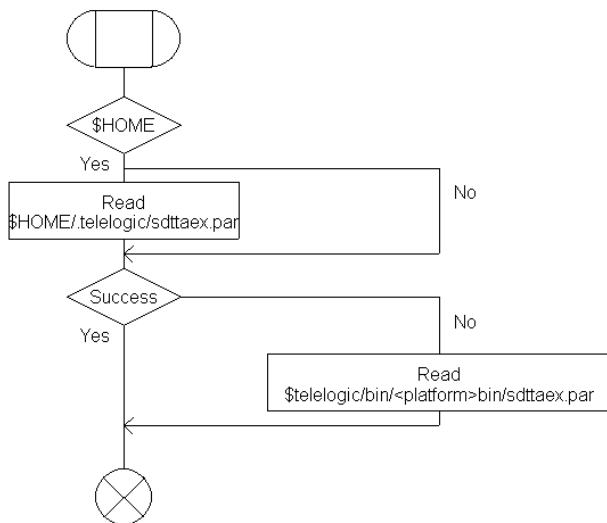 $HOME
Yes
No
Read
$HOME/.telelogic/sdttaex.par
Success
No
Yes
Read
$telelogic/bin/<platform>bin/sdttaex.par